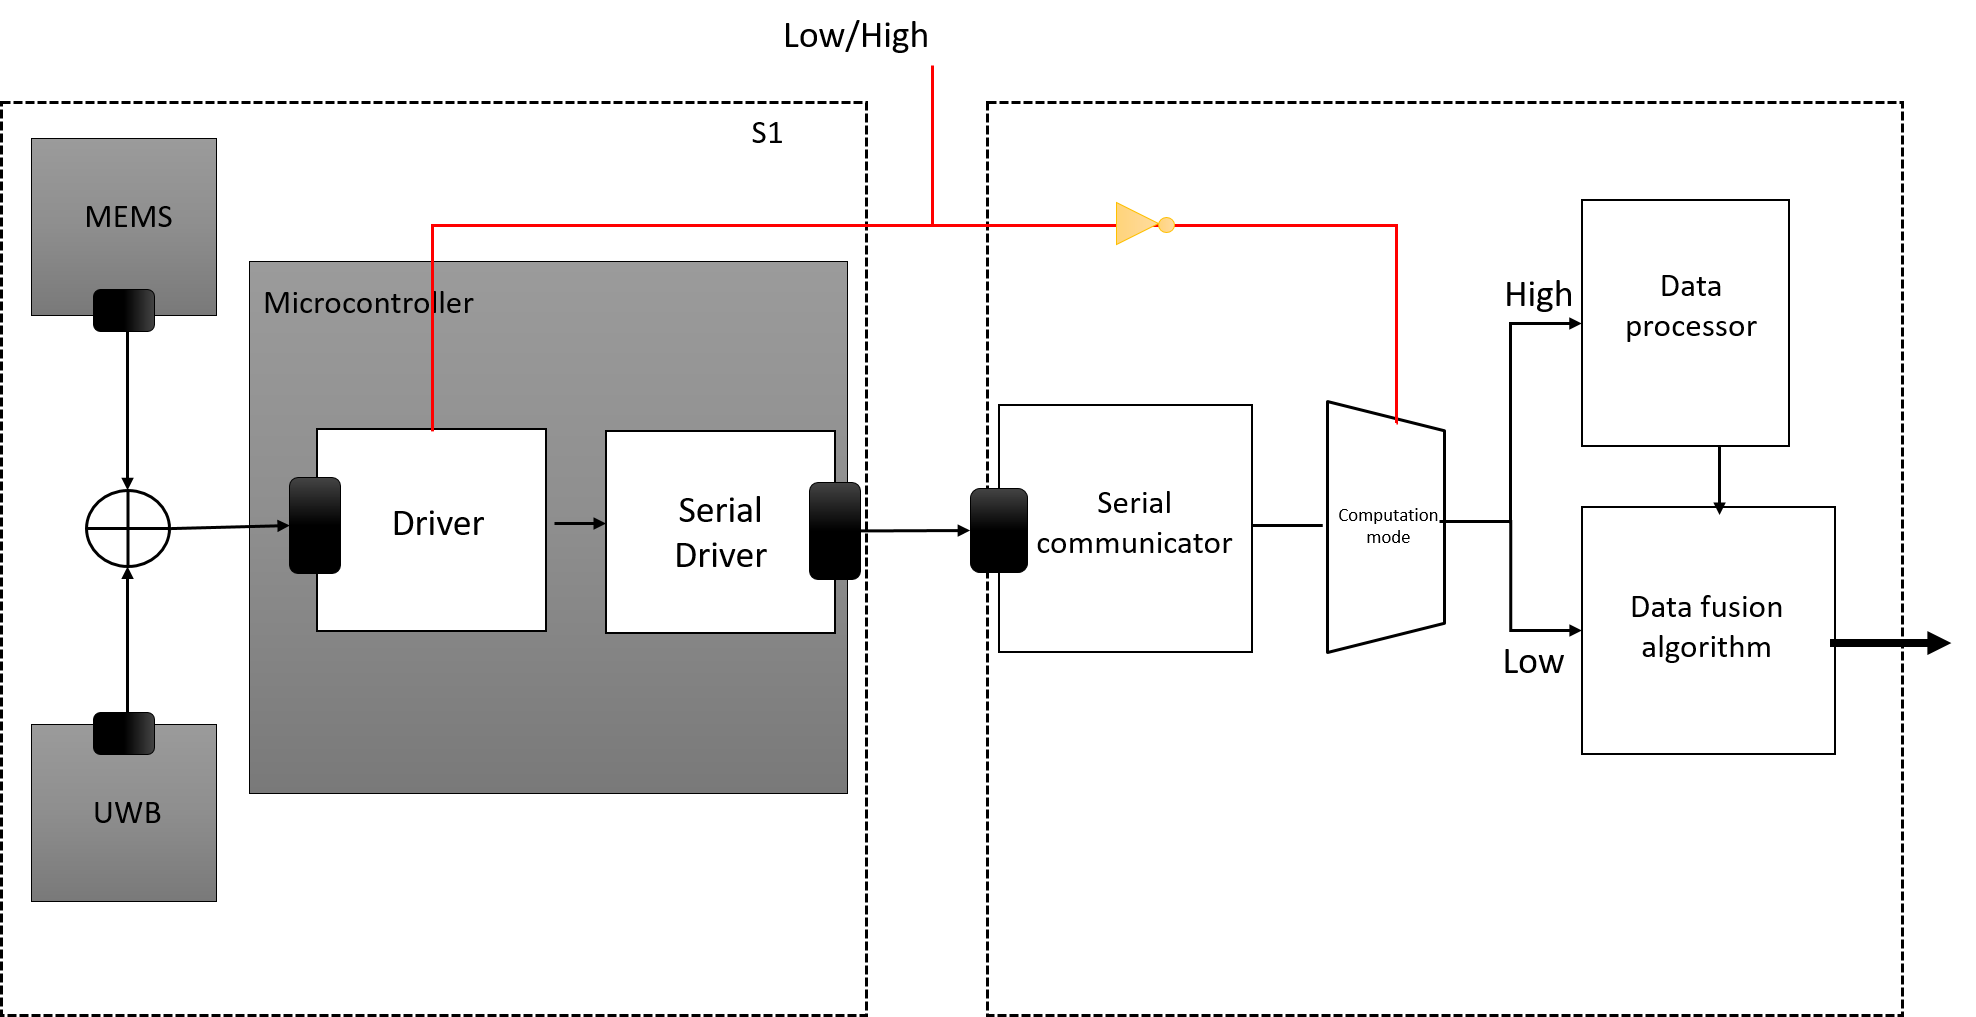 Low/High
S1
MEMS
Microcontroller
Driver
Serial
Driver
UWB
Serial
communicator
Computation
mode
High
Low
Data
processor
Data fusion
algorithm